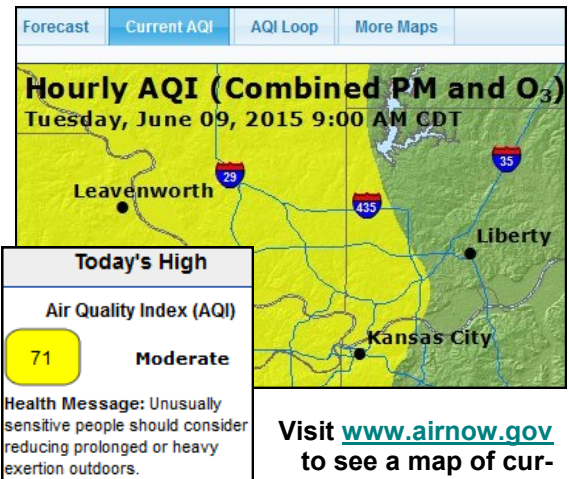 Forecast Current AQI AQI Loop More Maps
Hourly AQI (Combined PM and O₃)
Tuesday, June 09, 2015 9:00 AM CDT
35
29
Leavenworth
435
Liberty
Kansas City
Today's High
Air Quality Index (AQI)
71 Moderate
Health Message: Unusually
sensitive people should consider
reducing prolonged or heavy
exertion outdoors.
Visit www.airnow.gov
to see a map of cur-